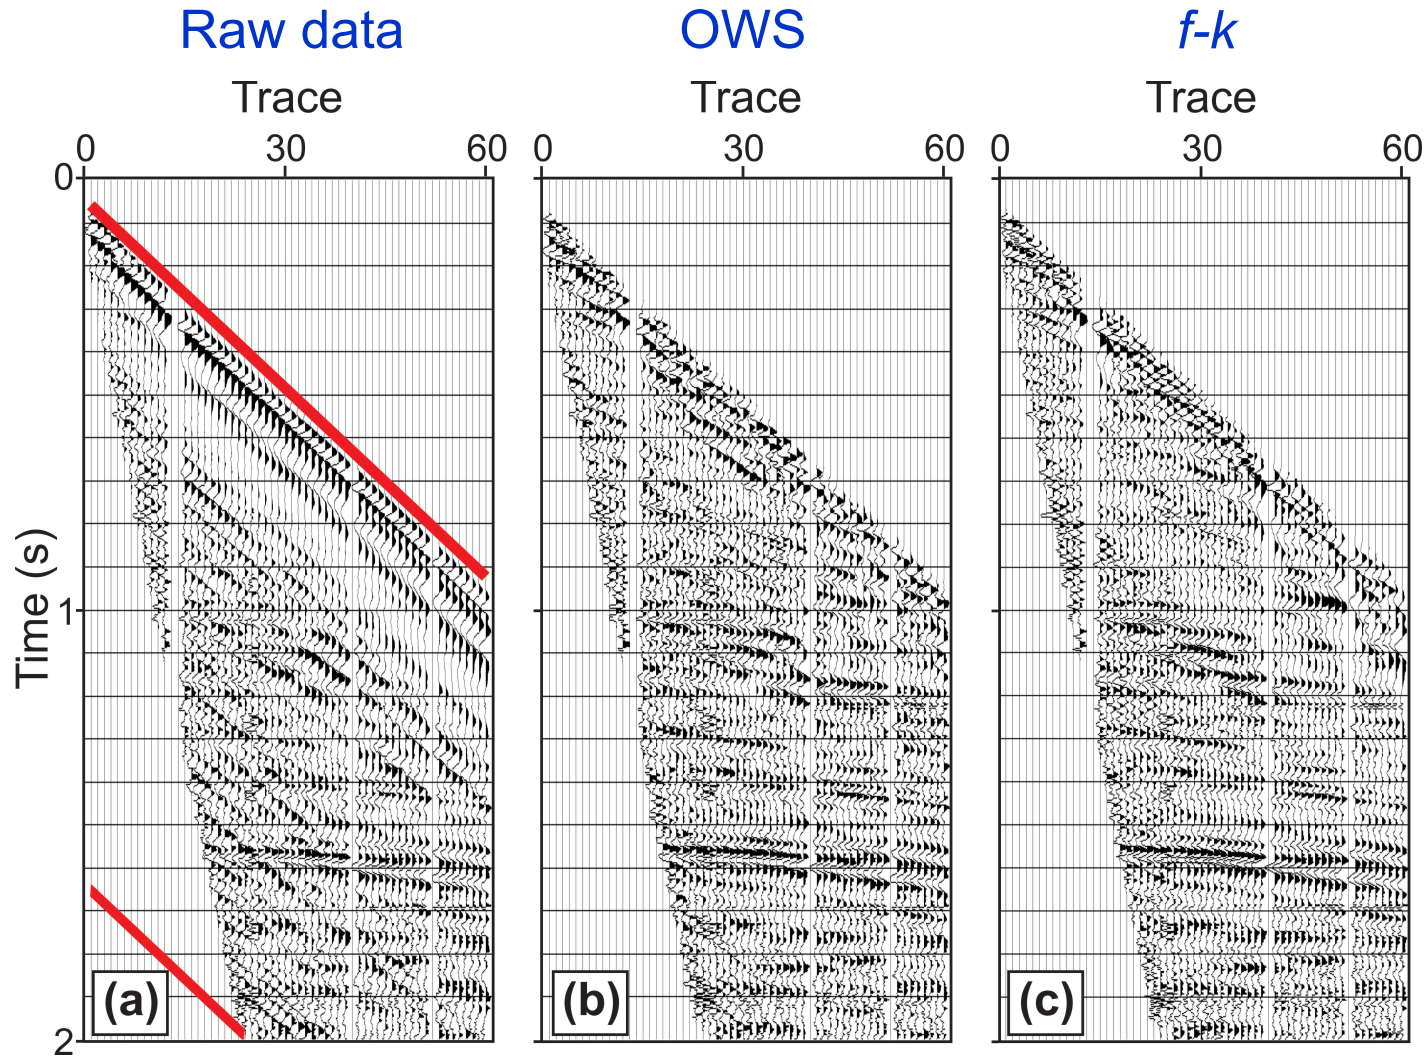 Raw data OWS f-k
Trace Trace Trace
0 30 60 0 30 60 0 30 60
0
Time (s)
1
(a) (b) (c)
2